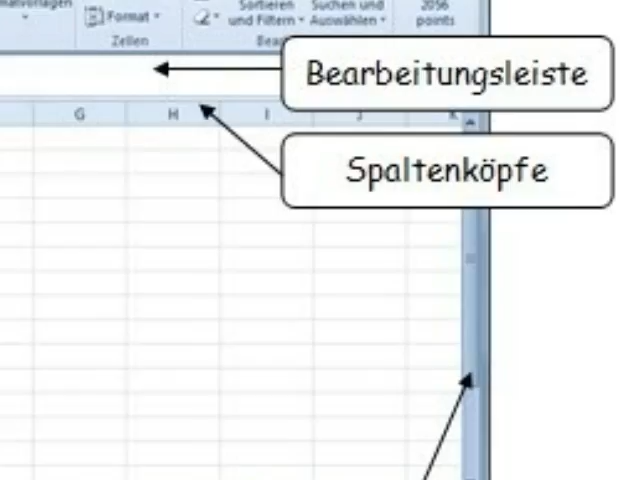 Sortieren
und Filtern
Suchen und
Auswählen
2056
points
Format
Zellen
Bearbeitungsleiste
G H I J K
Spaltenköpfe